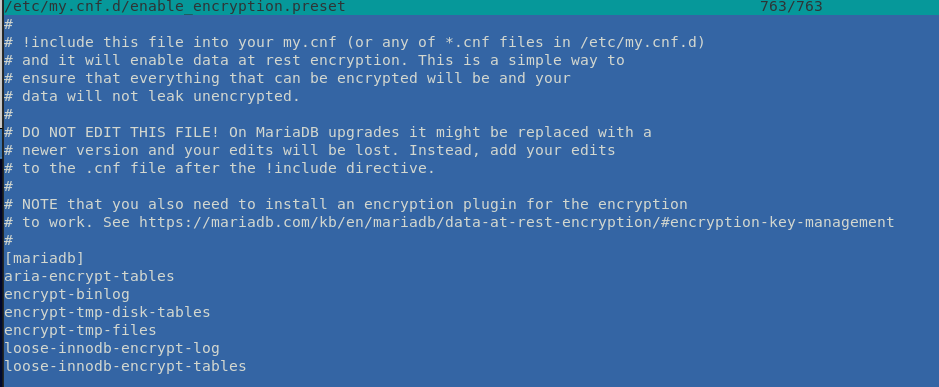 /etc/my.cnf.d/enable_encryption.preset 763/763
#
# !include this file into your my.cnf (or any of *.cnf files in /etc/my.cnf.d)
# and it will enable data at rest encryption. This is a simple way to
# ensure that everything that can be encrypted will be and your
# data will not leak unencrypted.
#
# DO NOT EDIT THIS FILE! On MariaDB upgrades it might be replaced with a
# newer version and your edits will be lost. Instead, add your edits
# to the .cnf file after the !include directive.
#
# NOTE that you also need to install an encryption plugin for the encryption
# to work. See https://mariadb.com/kb/en/mariadb/data-at-rest-encryption/#encryption-key-management
#
[mariadb]
aria-encrypt-tables
encrypt-binlog
encrypt-tmp-disk-tables
encrypt-tmp-files
loose-innodb-encrypt-log
loose-innodb-encrypt-tables